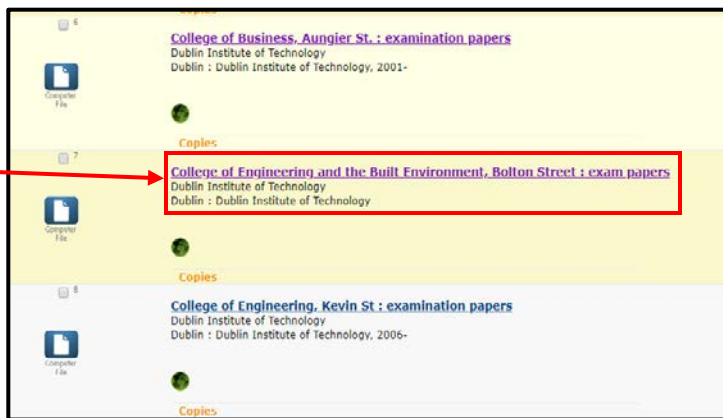 Copies
6
College of Business, Aungier St. : examination papers
Dublin Institute of Technology
Dublin : Dublin Institute of Technology, 2001-
Computer
File
Copies
7
College of Engineering and the Built Environment, Bolton Street : exam papers
Dublin Institute of Technology
Dublin : Dublin Institute of Technology
Computer
File
Copies
8
College of Engineering, Kevin St : examination papers
Dublin Institute of Technology
Dublin : Dublin Institute of Technology, 2006-
Computer
File
Copies